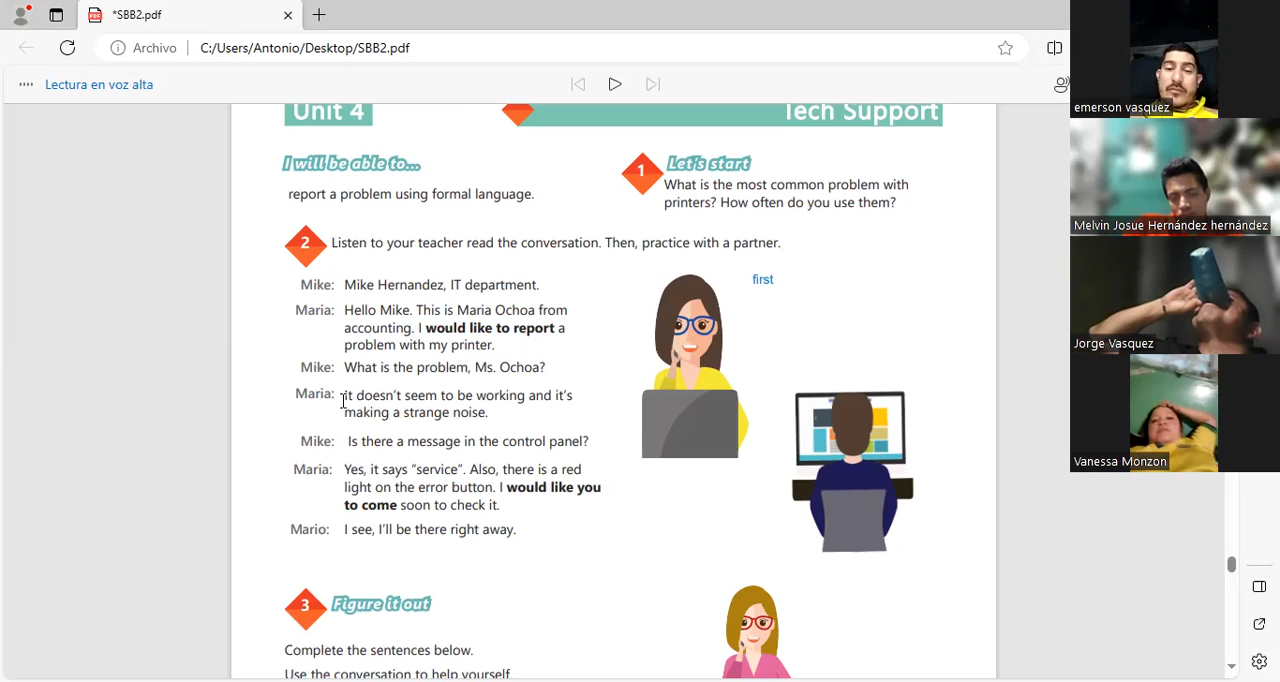 *SBB2.pdf
Archivo
C:/Users/Antonio/Desktop/SBB2.pdf
Lectura en voz alta
Unit 4
Tech Support
I will be able to...
report a problem using formal language.
1
Let's start
What is the most common problem with
printers? How often do you use them?
2
Listen to your teacher read the conversation. Then, practice with a partner.
first
Mike: Mike Hernandez, IT department.
Maria: Hello Mike. This is Maria Ochoa from
accounting. I would like to report a
problem with my printer.
Mike: What is the problem, Ms. Ochoa?
Maria: it doesn't seem to be working and it's
making a strange noise.
Mike: Is there a message in the control panel?
Maria: Yes, it says "service". Also, there is a red
light on the error button. I would like you
to come soon to check it.
Mario: I see, I'll be there right away.
3
Figure it out
Complete the sentences below.
Use the conversation to help yourself.
emerson vasquez
Melvin Josue Hernández hernández
Jorge Vasquez
Vanessa Monzon